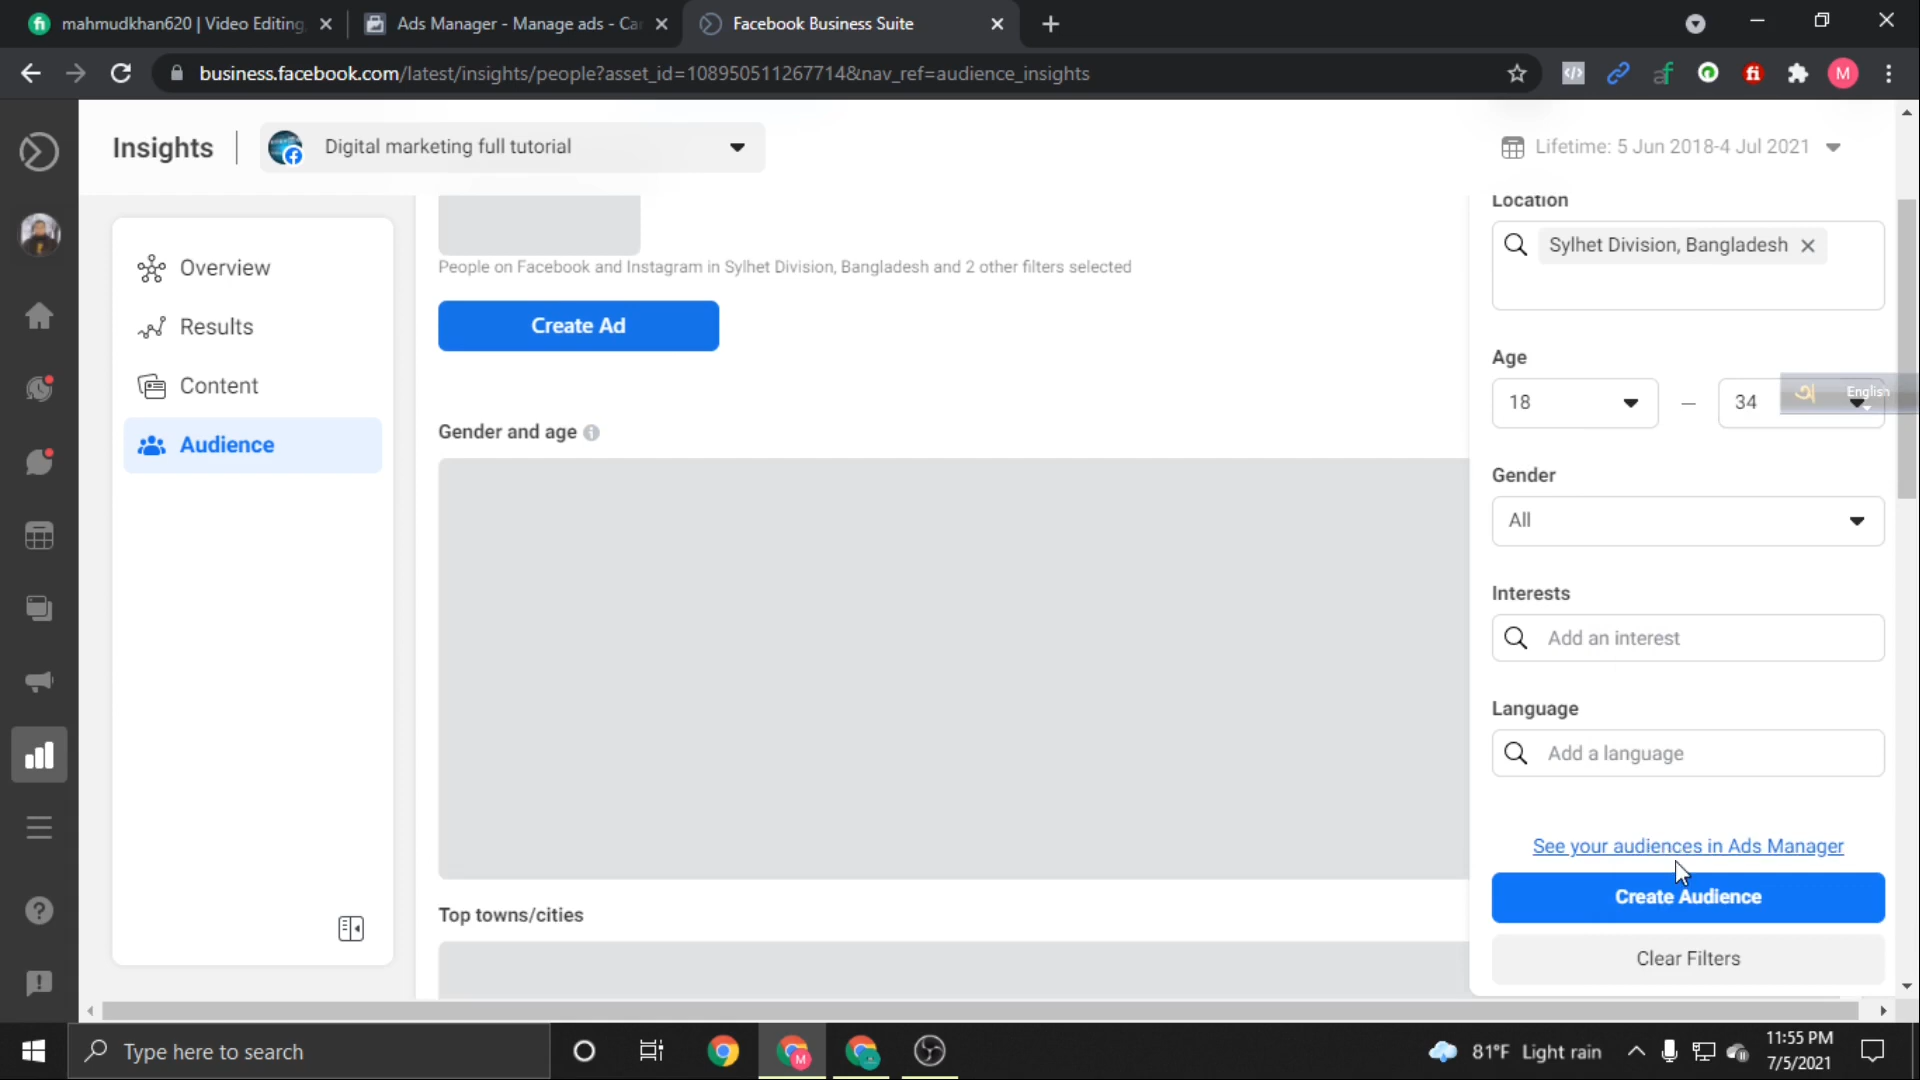 mahmudkhan620 | Video Editing
Ads Manager - Manage ads - Ca
Facebook Business Suite
business.facebook.com/latest/insights/people?asset_id=108950511267714&nav_ref=audience_insights
M
Insights
Digital marketing full tutorial
Lifetime: 5 Jun 2018-4 Jul 2021
Overview
Results
Content
Audience
People on Facebook and Instagram in Sylhet Division, Bangladesh and 2 other filters selected
Create Ad
Gender and age
Top towns/cities
Location
Sylhet Division, Bangladesh
Age
18
34
অ English
Gender
All
Interests
Add an interest
Language
Add a language
See your audiences in Ads Manager
Create Audience
Clear Filters
Type here to search
81°F Light rain
11:55 PM
7/5/2021